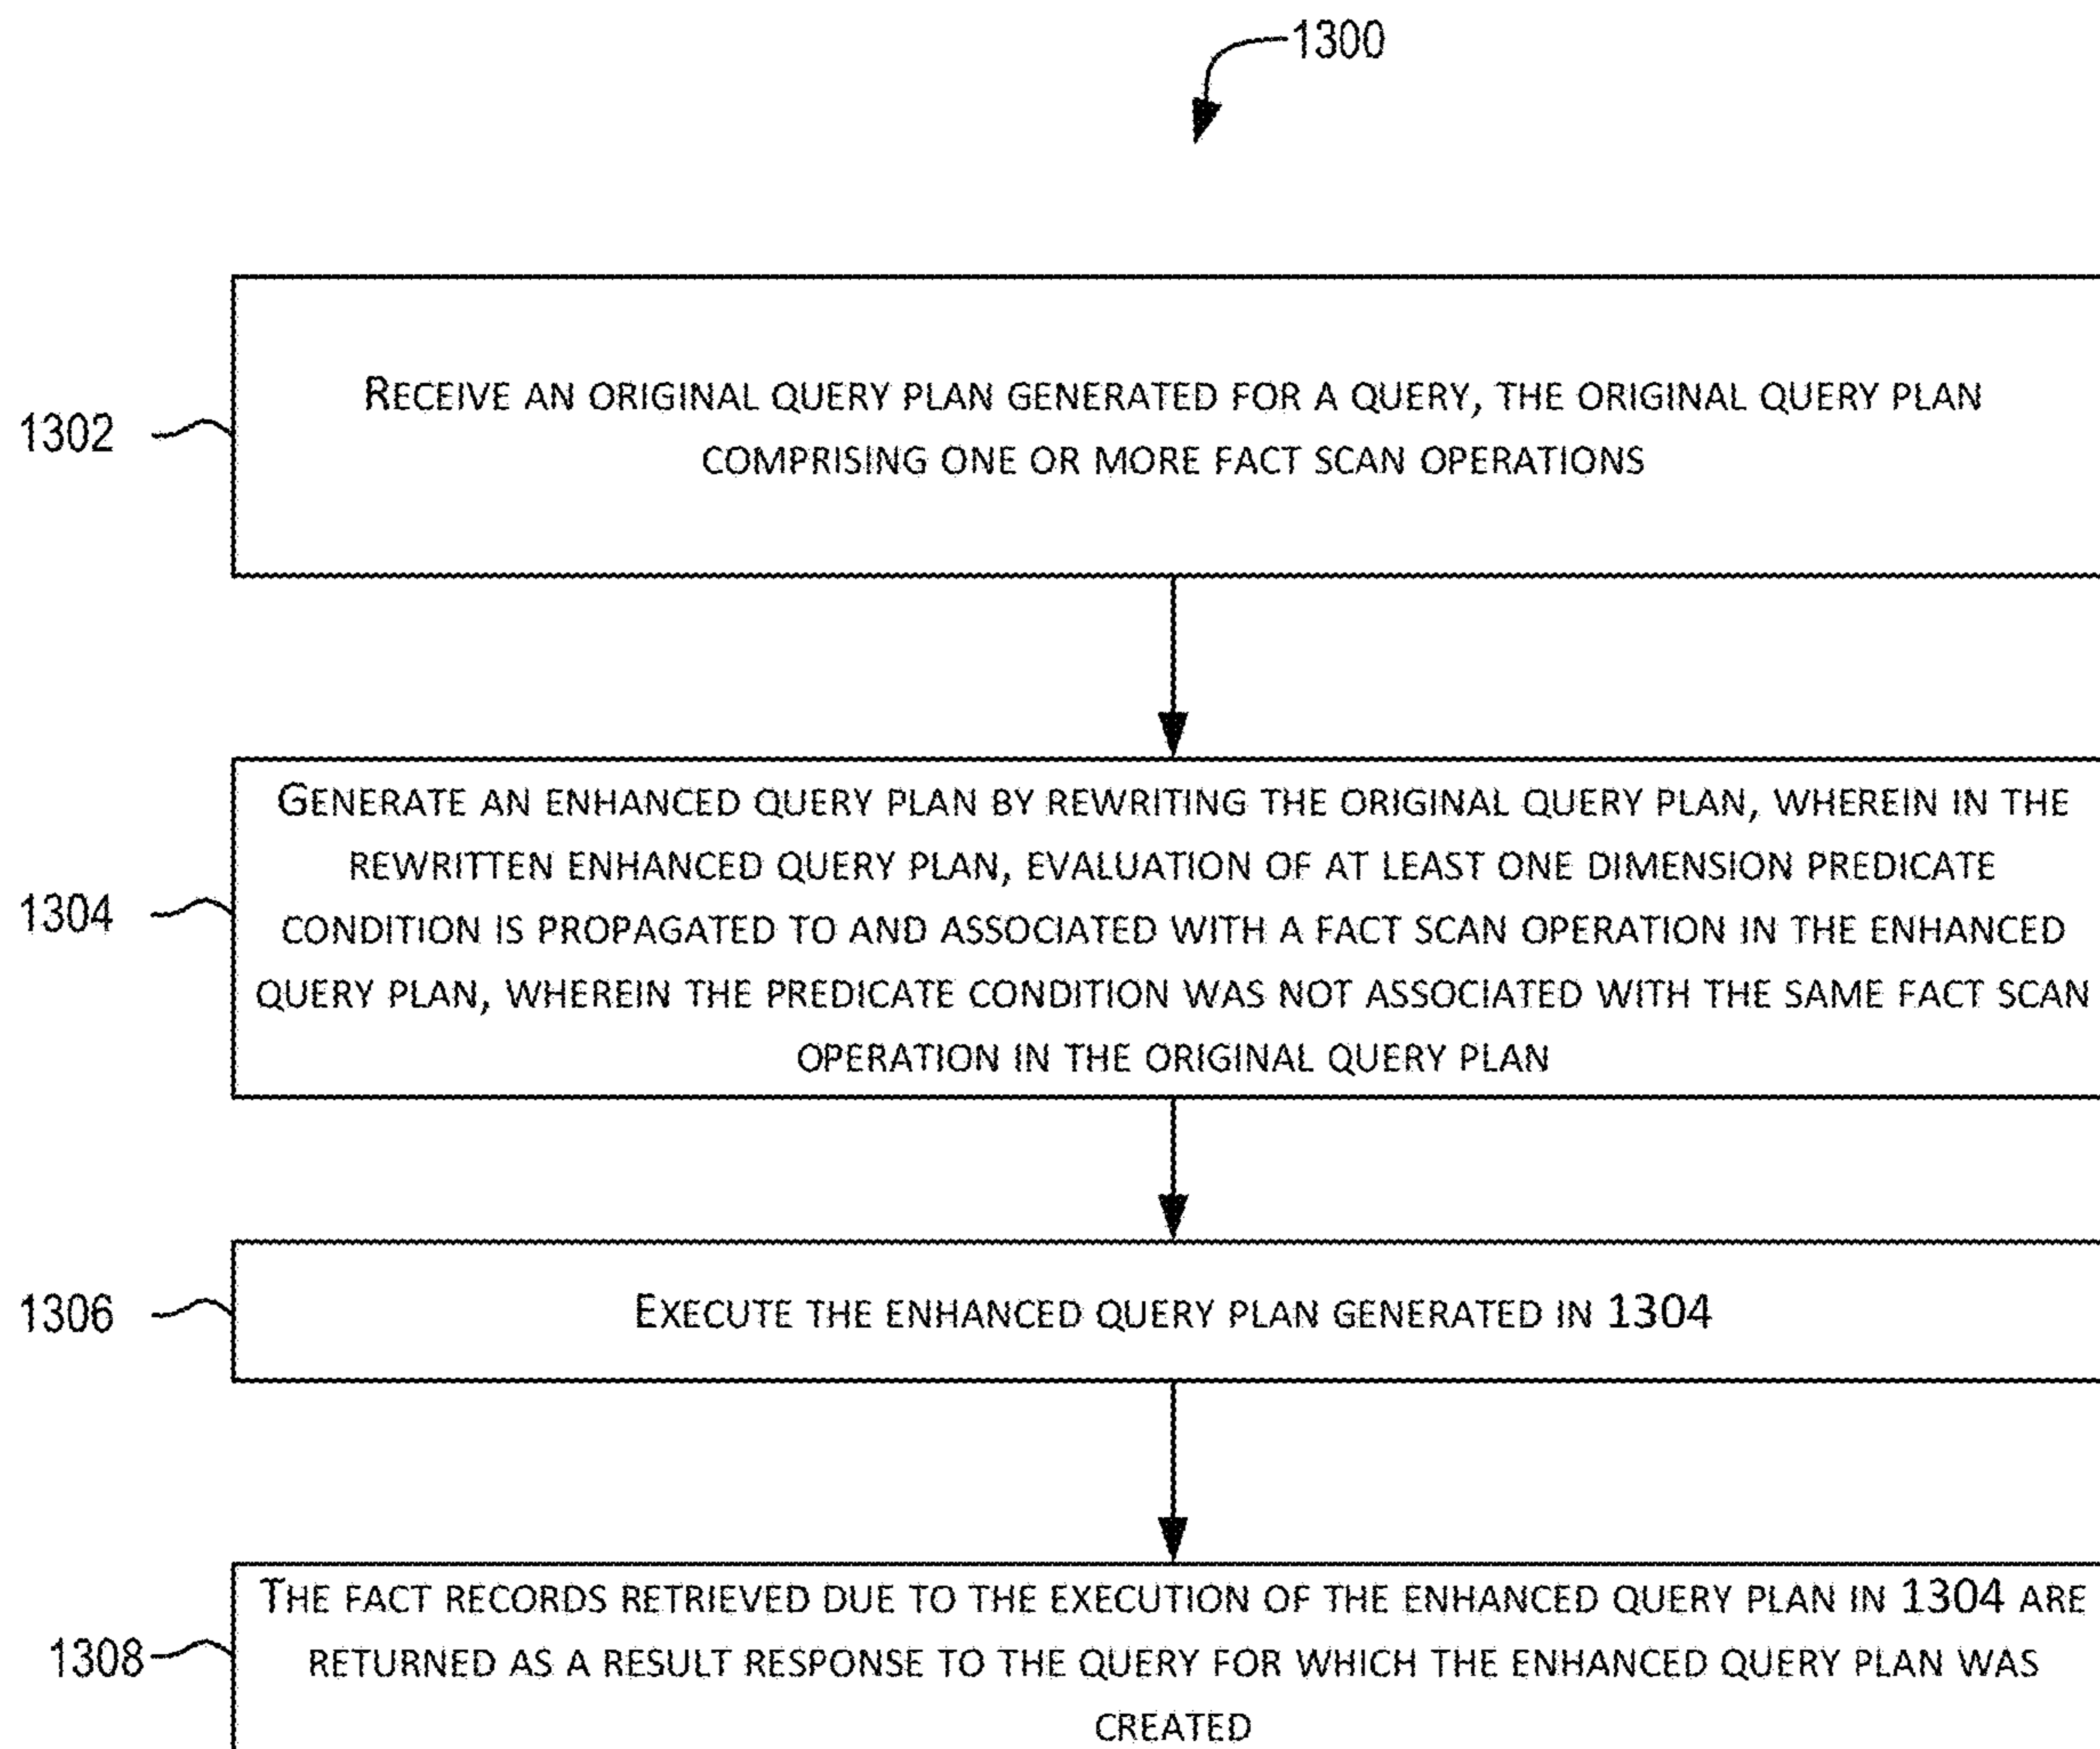 1300
1302
RECEIVE AN ORIGINAL QUERY PLAN GENERATED FOR A QUERY, THE ORIGINAL QUERY PLAN
COMPRISING ONE OR MORE FACT SCAN OPERATIONS
1304
GENERATE AN ENHANCED QUERY PLAN BY REWRITING THE ORIGINAL QUERY PLAN, WHEREIN IN THE
REWRITTEN ENHANCED QUERY PLAN, EVALUATION OF AT LEAST ONE DIMENSION PREDICATE
CONDITION IS PROPAGATED TO AND ASSOCIATED WITH A FACT SCAN OPERATION IN THE ENHANCED
QUERY PLAN, WHEREIN THE PREDICATE CONDITION WAS NOT ASSOCIATED WITH THE SAME FACT SCAN
OPERATION IN THE ORIGINAL QUERY PLAN
1306
EXECUTE THE ENHANCED QUERY PLAN GENERATED IN 1304
1308
THE FACT RECORDS RETRIEVED DUE TO THE EXECUTION OF THE ENHANCED QUERY PLAN IN 1304 ARE
RETURNED AS A RESULT RESPONSE TO THE QUERY FOR WHICH THE ENHANCED QUERY PLAN WAS
CREATED